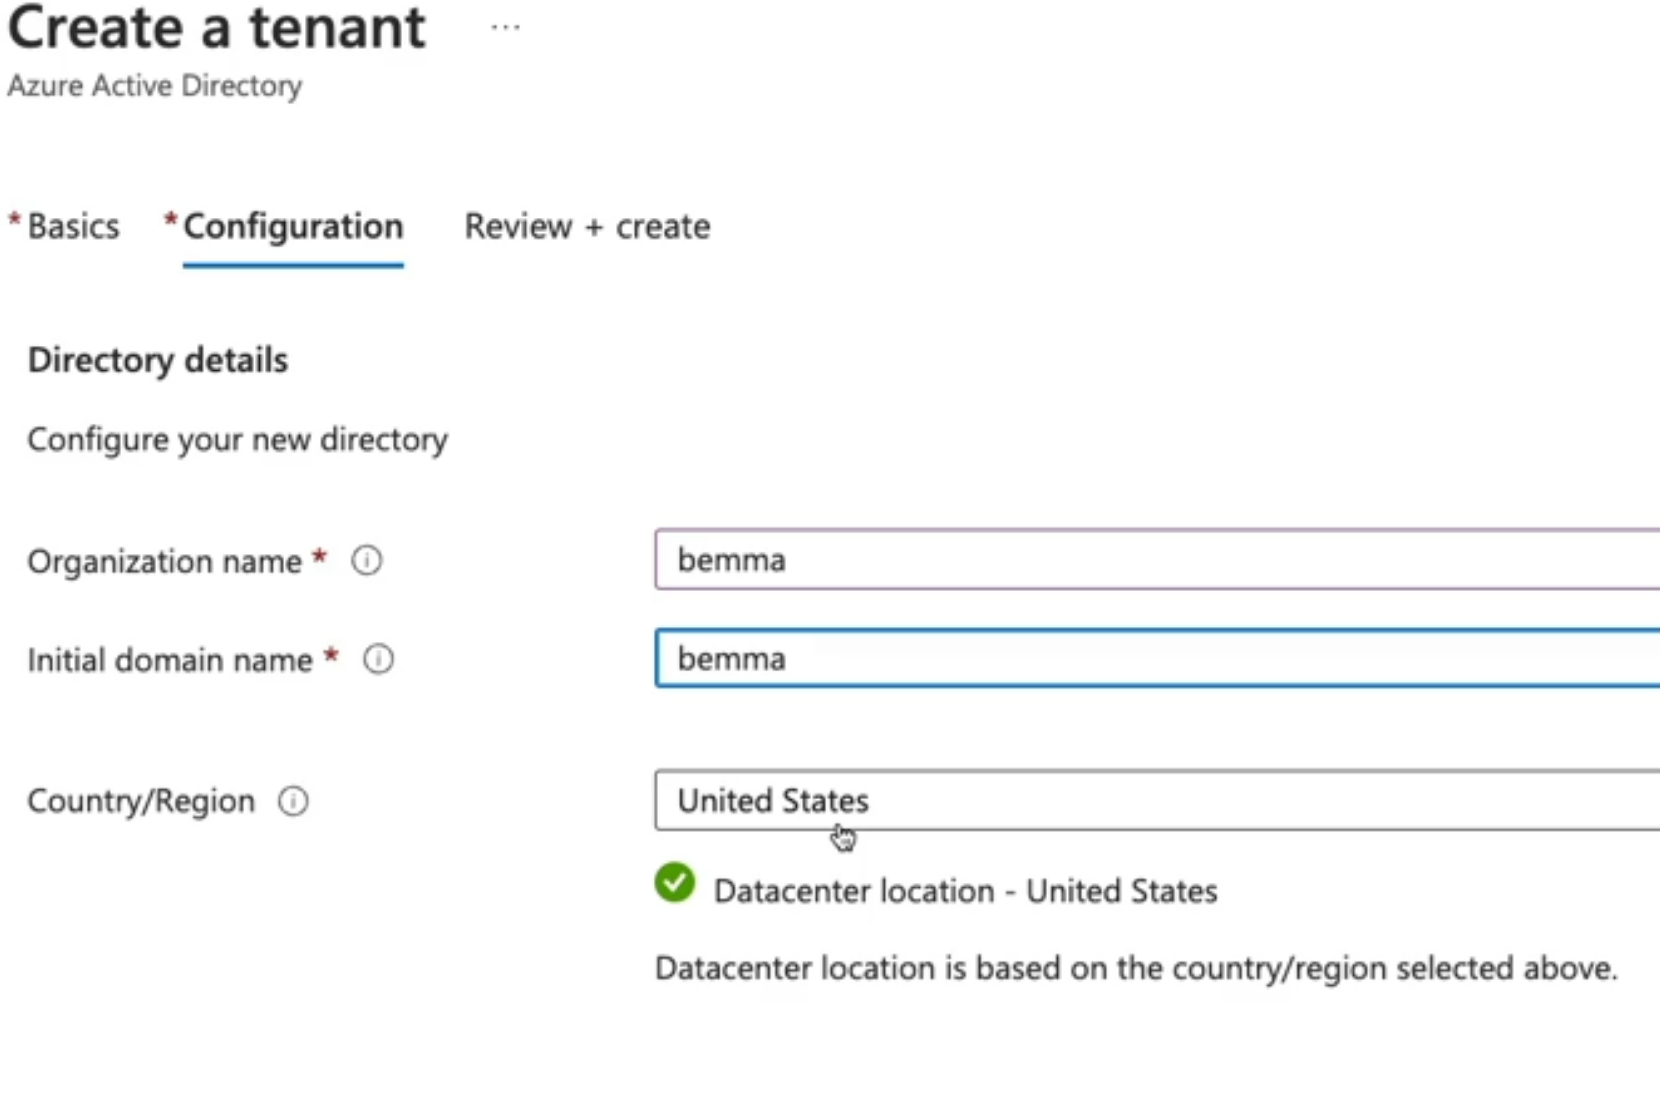 Create a tenant ...
Azure Active Directory
* Basics * Configuration Review + create
Directory details
Configure your new directory
Organization name * bemma
Initial domain name * bemma
Country/Region United States
Datacenter location - United States
Datacenter location is based on the country/region selected above.